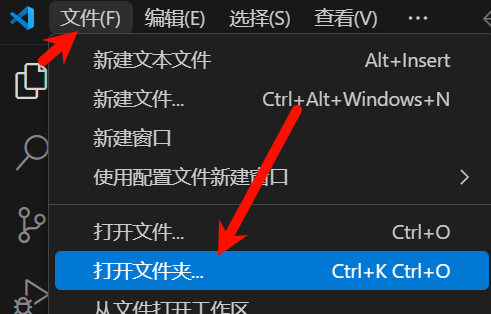 文件(F) 编辑(E) 选择(S) 查看(V) ···
新建文本文件 Alt+Insert
新建文件... Ctrl+Alt+Windows+N
新建窗口
使用配置文件新建窗口
打开文件... Ctrl+O
打开文件夹... Ctrl+K Ctrl+O
从文件打开工作区